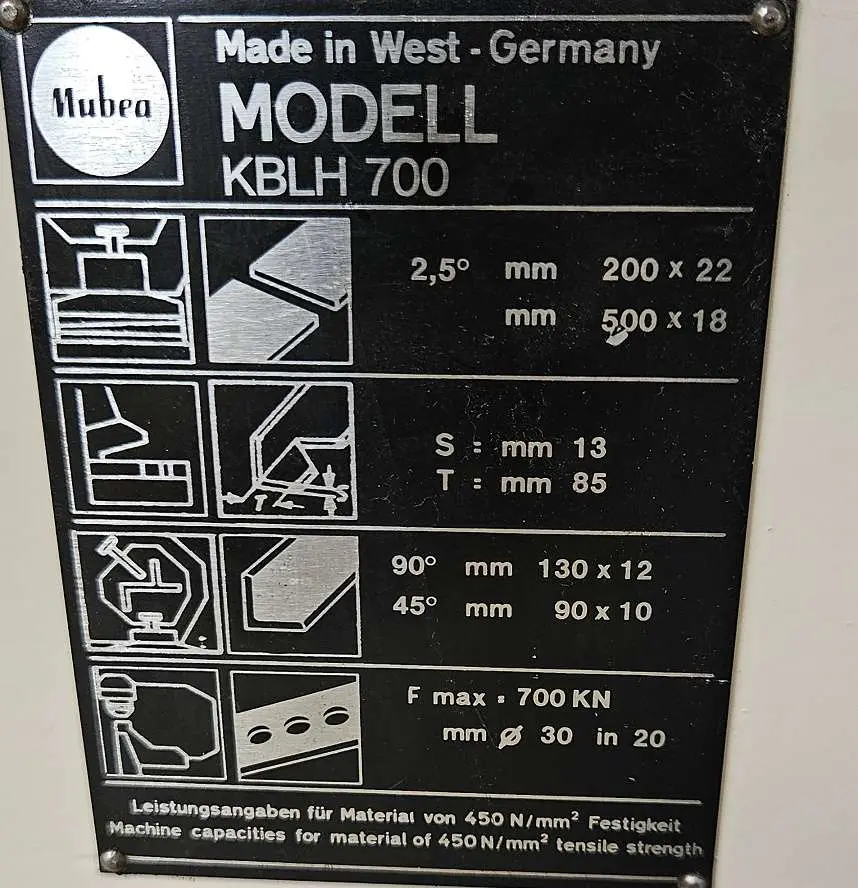 Mubea
Made in West - Germany
MODELL
KBLH 700
2,5° mm 200 x 22
mm 500 x 18
S = mm 13
T = mm 85
T S
90° mm 130 x 12
45° mm 90 x 10
F max = 700 KN
mm Ø 30 in 20
Leistungsangaben für Material von 450 N/mm² Festigkeit
Machine capacities for material of 450 N/mm² tensile strength